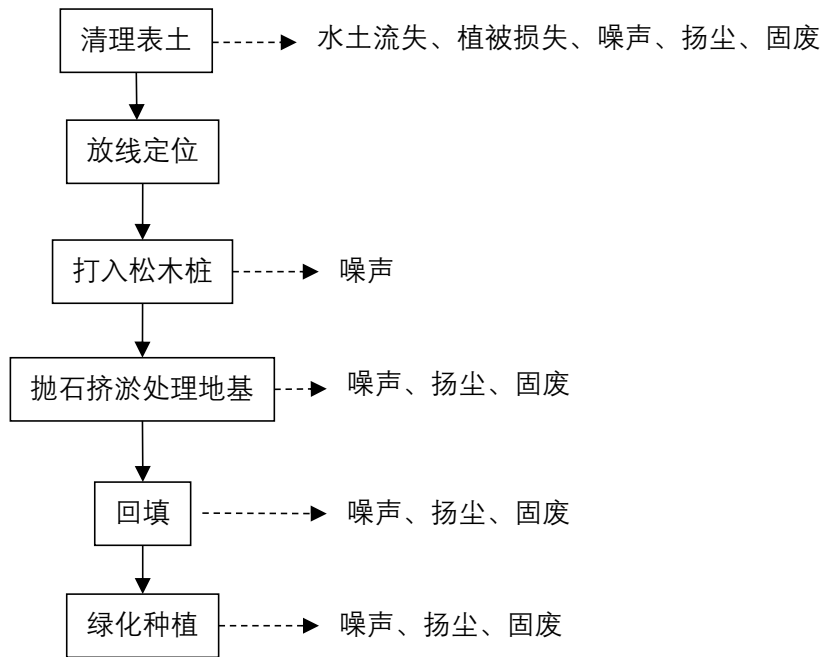 清理表土
水土流失、植被损失、噪声、扬尘、固废
放线定位
打入松木桩
噪声
抛石挤淤处理地基
噪声、扬尘、固废
回填
噪声、扬尘、固废
绿化种植
噪声、扬尘、固废